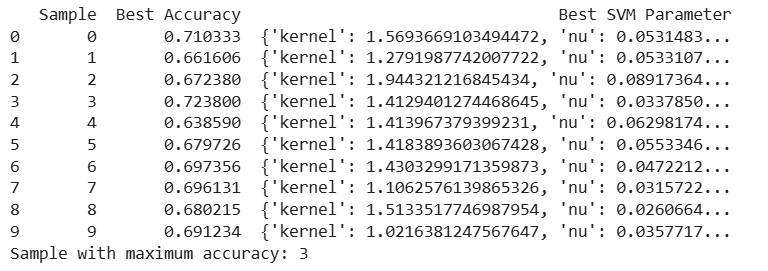 Sample Best Accuracy Best SVM Parameter
0 0 0.710333 {'kernel': 1.5693669103494472, 'nu': 0.0531483...
1 1 0.661606 {'kernel': 1.2791987742007722, 'nu': 0.0533107...
2 2 0.672380 {'kernel': 1.944321216845434, 'nu': 0.08917364...
3 3 0.723800 {'kernel': 1.4129401274468645, 'nu': 0.0337850...
4 4 0.638590 {'kernel': 1.413967379399231, 'nu': 0.06298174...
5 5 0.679726 {'kernel': 1.4183893603067428, 'nu': 0.0553346...
6 6 0.697356 {'kernel': 1.4303299171359873, 'nu': 0.0472212...
7 7 0.696131 {'kernel': 1.1062576139865326, 'nu': 0.0315722...
8 8 0.680215 {'kernel': 1.5133517746987954, 'nu': 0.0260664...
9 9 0.691234 {'kernel': 1.0216381247567647, 'nu': 0.0357717...
Sample with maximum accuracy: 3